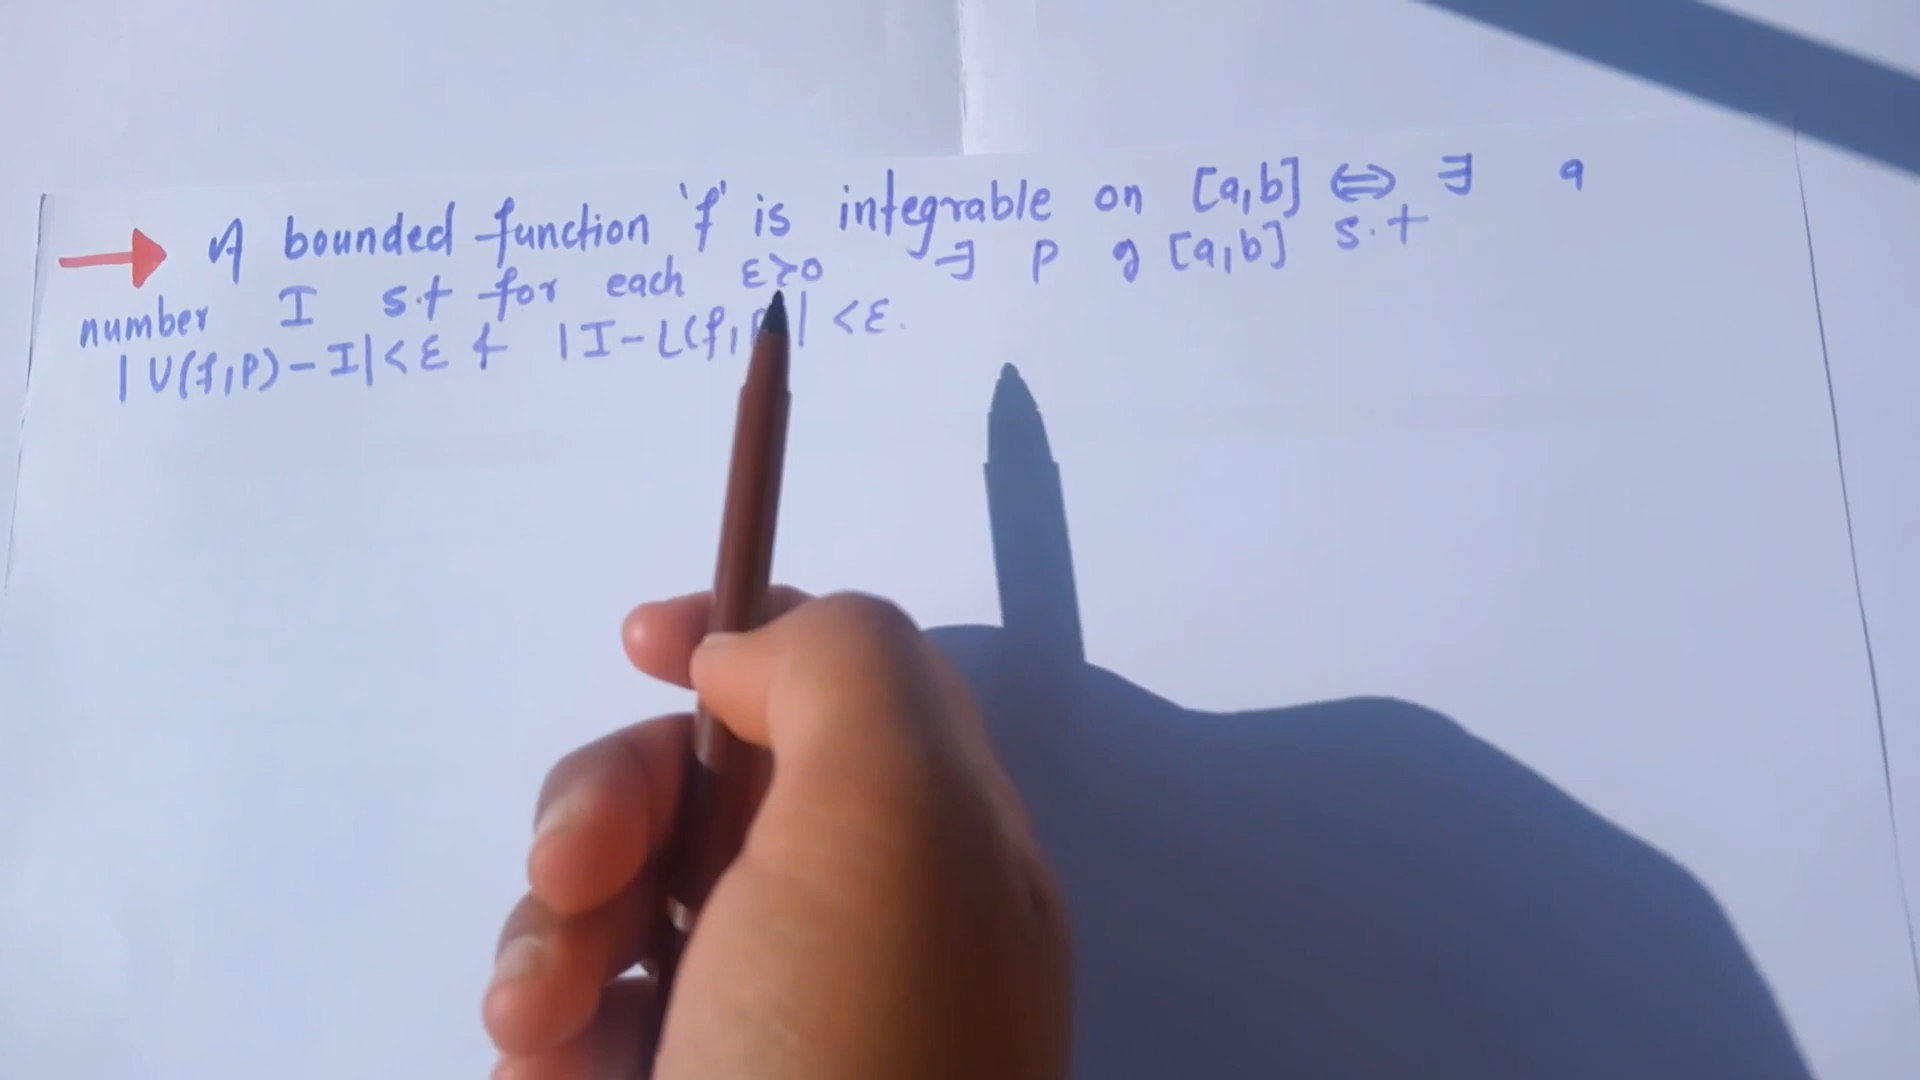 A bounded function 'f' is integrable on [a,b] ⇔ ∃ a
number I s.t for each ε>0 ∃ P of [a,b] s.t
|U(f,P)-I|<ε & |I-L(f,P)|<ε.